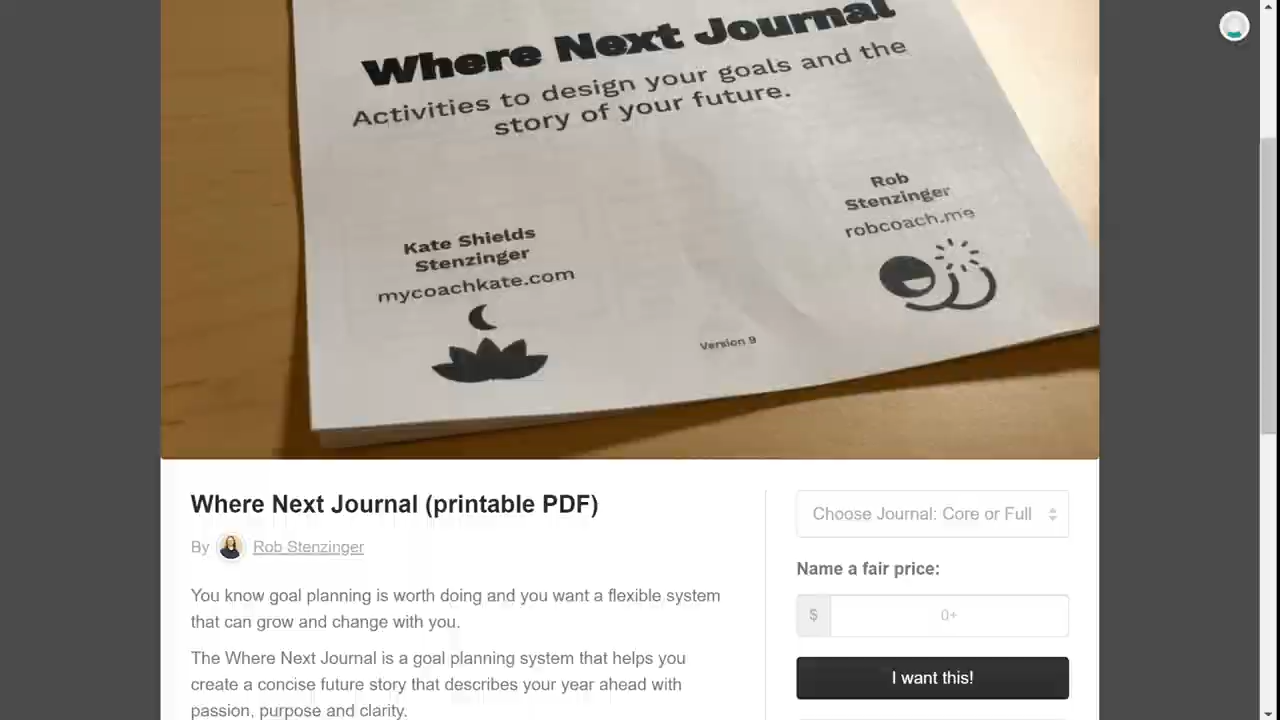 Where Next Journal
Activities to design your goals and the
story of your future.
Rob
Stenzinger
robcoach.me
Kate Shields
Stenzinger
mycoachkate.com
Version 9
Where Next Journal (printable PDF)
By Rob Stenzinger
You know goal planning is worth doing and you want a flexible system
that can grow and change with you.
The Where Next Journal is a goal planning system that helps you
create a concise future story that describes your year ahead with
passion, purpose and clarity.
Choose Journal: Core or Full
Name a fair price:
$ 0+
I want this!